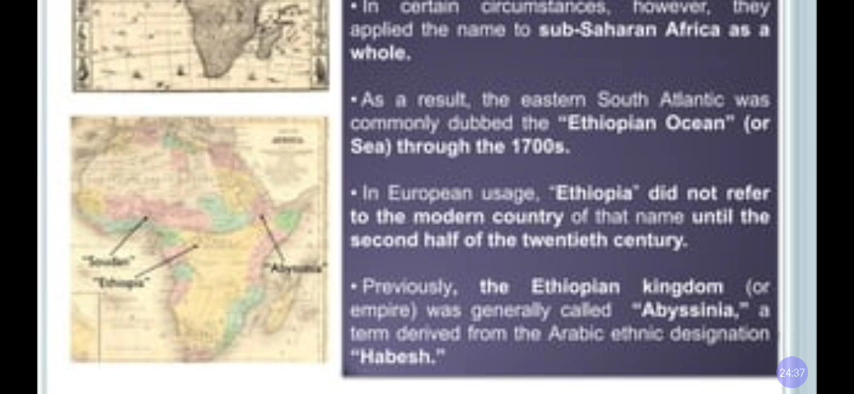 • In certain circumstances, however, they
applied the name to sub-Saharan Africa as a
whole.
• As a result, the eastern South Atlantic was
commonly dubbed the "Ethiopian Ocean" (or
Sea) through the 1700s.
• In European usage, "Ethiopia" did not refer
to the modern country of that name until the
second half of the twentieth century.
• Previously, the Ethiopian kingdom (or
empire) was generally called "Abyssinia," a
term derived from the Arabic ethnic designation
"Habesh."
"Soudan"
"Ethiopia"
"Abyssinia"
24:37